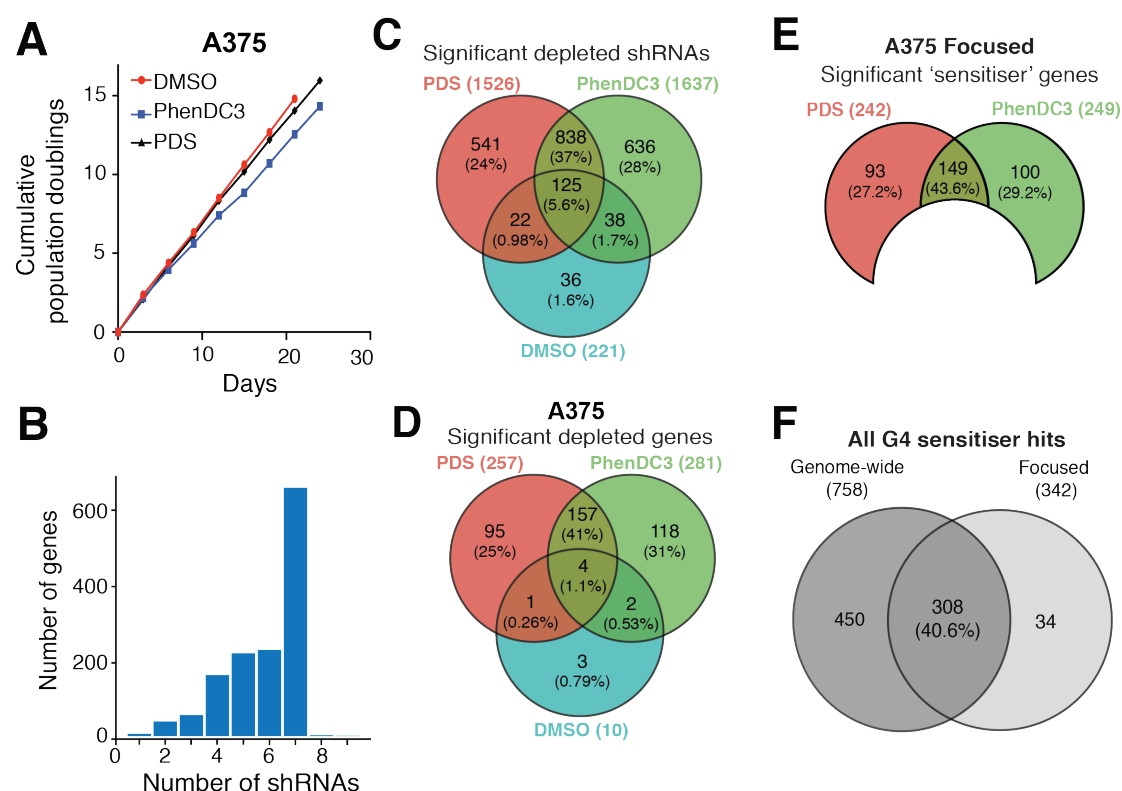 A
A375
DMSO
PhenDC3
PDS
Cumulative
population doublings
15
10
5
0
0
10
20
30
Days
B
Number of genes
600
400
200
0
0
2
4
6
8
Number of shRNAs
C
Significant depleted shRNAs
PDS (1526)
PhenDC3 (1637)
541
(24%)
838
(37%)
636
(28%)
125
(5.6%)
22
(0.98%)
38
(1.7%)
36
(1.6%)
DMSO (221)
D
A375
Significant depleted genes
PDS (257)
PhenDC3 (281)
95
(25%)
157
(41%)
118
(31%)
4
(1.1%)
1
(0.26%)
2
(0.53%)
3
(0.79%)
DMSO (10)
E
A375 Focused
Significant ‘sensitiser’ genes
PDS (242)
PhenDC3 (249)
93
(27.2%)
149
(43.6%)
100
(29.2%)
F
All G4 sensitiser hits
Genome-wide
(758)
Focused
(342)
450
308
(40.6%)
34